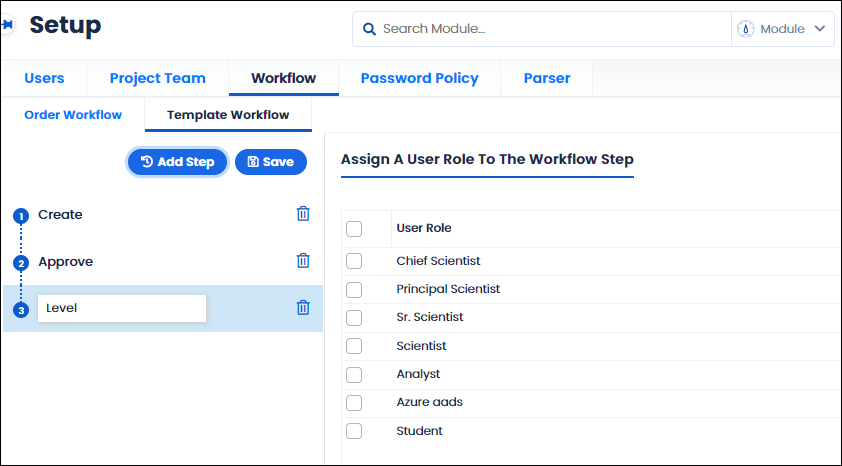 Setup
Search Module...
Module
Users
Project Team
Workflow
Password Policy
Parser
Order Workflow
Template Workflow
Add Step
Save
1 Create
2 Approve
3 Level
Assign A User Role To The Workflow Step
User Role
Chief Scientist
Principal Scientist
Sr. Scientist
Scientist
Analyst
Azure aads
Student